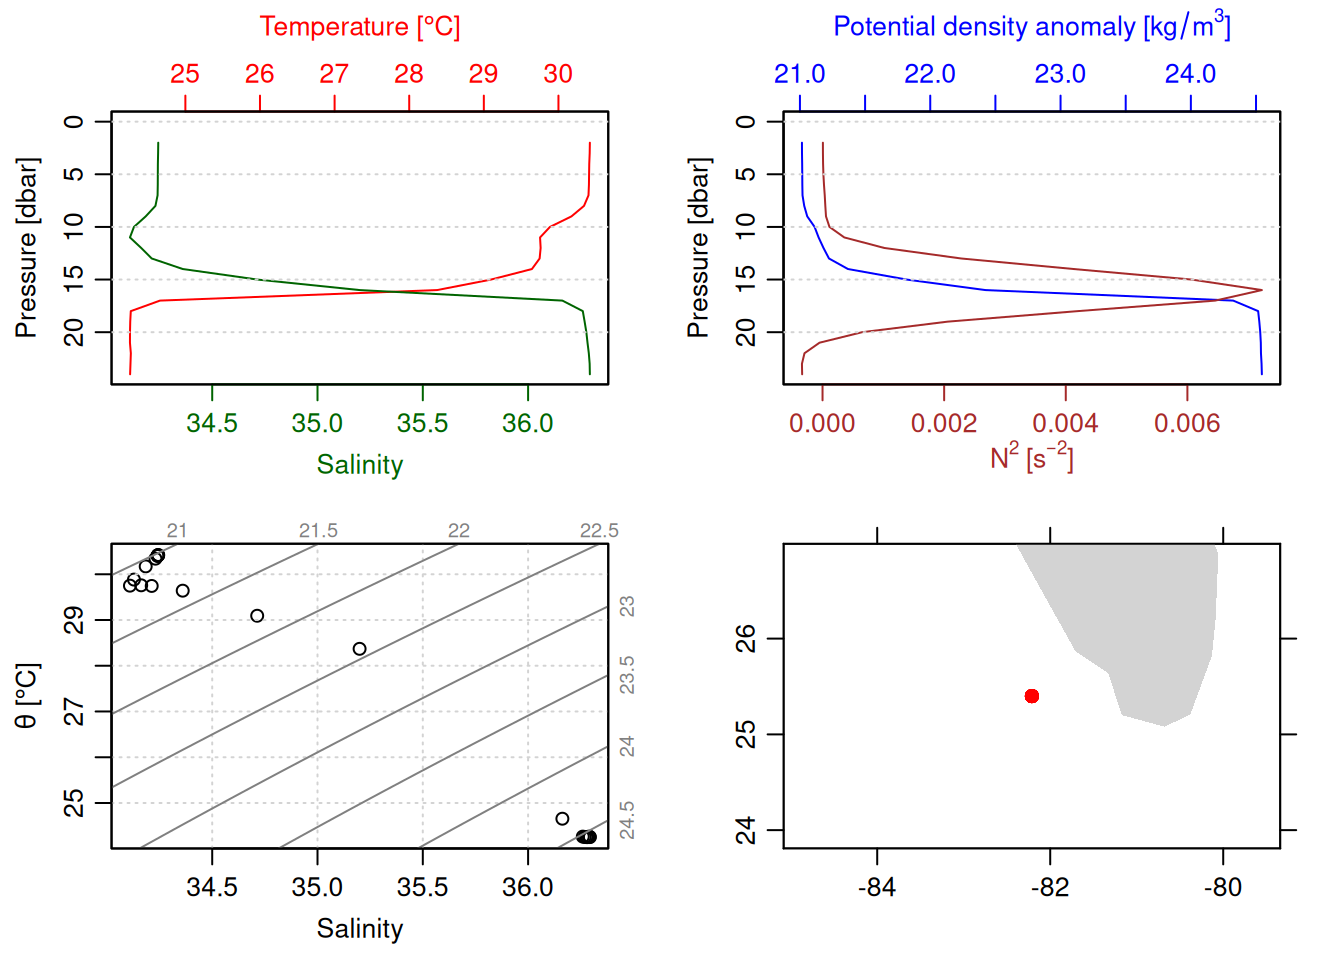 Temperature [°C]
25 26 27 28 29 30
Pressure [dbar]
0
5
10
15
20
34.5 35.0 35.5 36.0
Salinity
Potential density anomaly [kg/m³]
21.0 22.0 23.0 24.0
Pressure [dbar]
0
5
10
15
20
0.000 0.002 0.004 0.006
N² [s⁻²]
21 21.5 22 22.5
23
23.5
24
24.5
θ [°C]
29
27
25
34.5 35.0 35.5 36.0
Salinity
26
25
24
-84 -82 -80